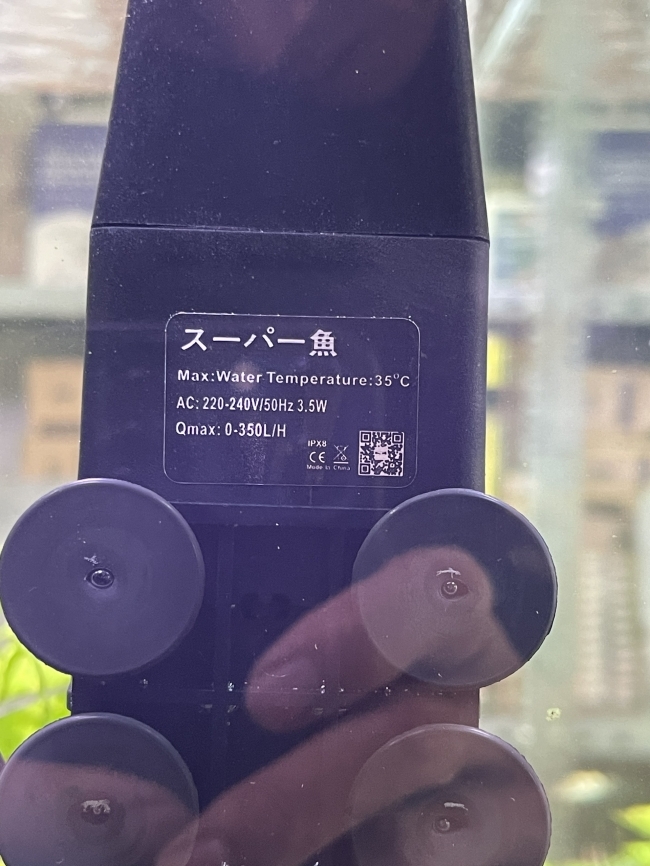 スーパー魚
Max:Water Temperature:35°C
AC: 220-240V/50Hz 3.5W
Qmax: 0-350L/H
IPX8
CE
Made In China